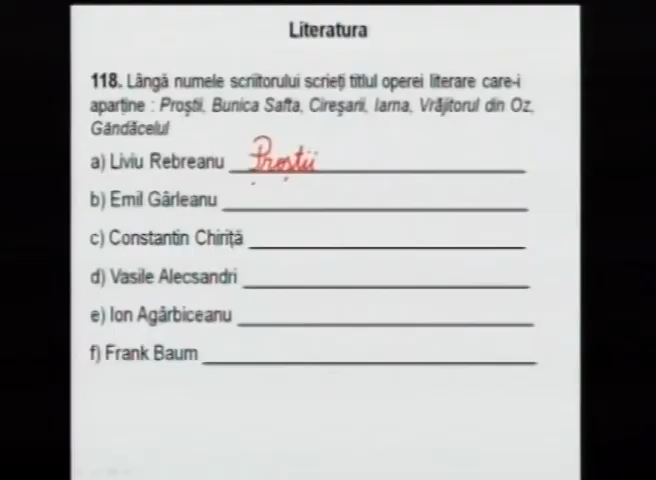 Literatura
118. Lângă numele scriitorului scrieți titlul operei literare care-i
aparține : Proștii, Bunica Safta, Cireșarii, Iarna, Vrăjitorul din Oz,
Gândăcelul
a) Liviu Rebreanu Proștii
b) Emil Gârleanu
c) Constantin Chiriță
d) Vasile Alecsandri
e) Ion Agârbiceanu
f) Frank Baum